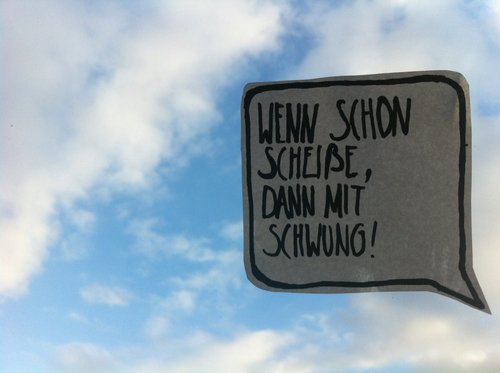 WENN SCHON
SCHEIßE,
DANN MIT
SCHWUNG!